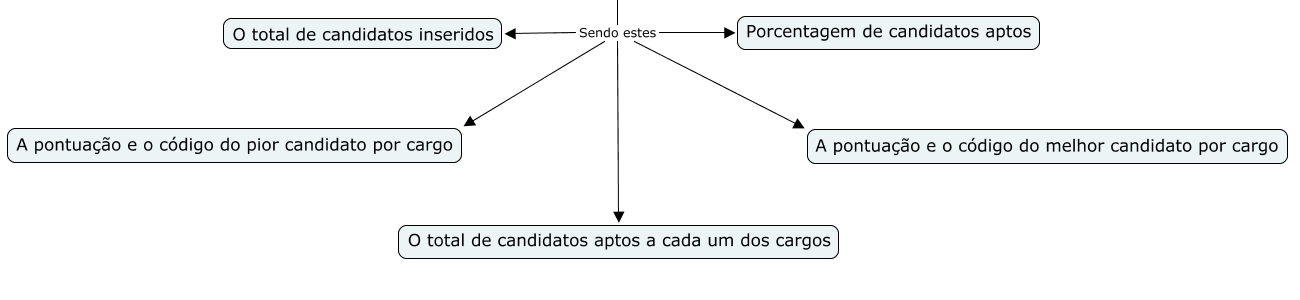 O total de candidatos inseridos
Sendo estes
Porcentagem de candidatos aptos
A pontuação e o código do pior candidato por cargo
A pontuação e o código do melhor candidato por cargo
O total de candidatos aptos a cada um dos cargos